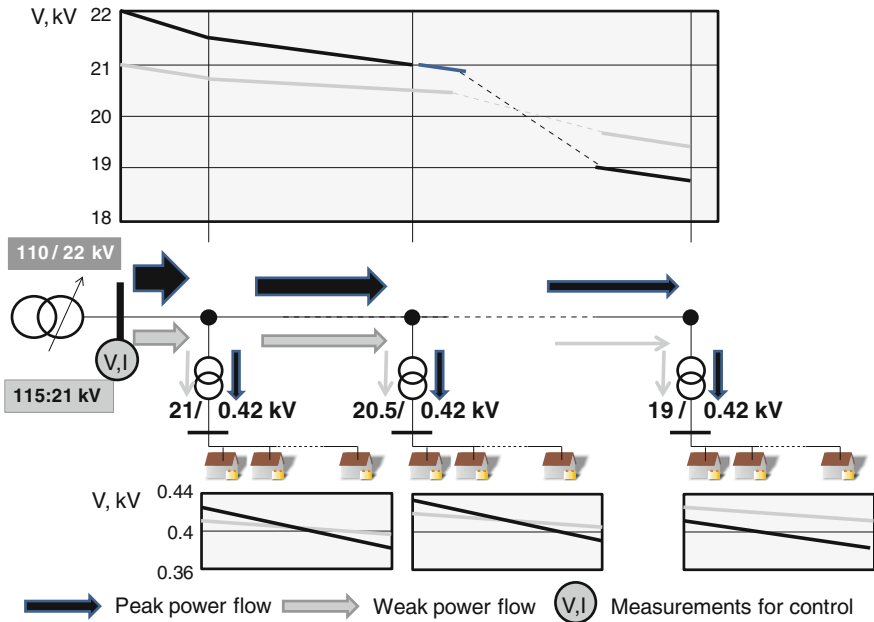 V, kV
22
21
20
19
18
110 / 22 kV
V,I
115:21 kV
21/ 0.42 kV
20.5/ 0.42 kV
19 / 0.42 kV
V, kV
0.44
0.4
0.36
Peak power flow
Weak power flow
V,I
Measurements for control